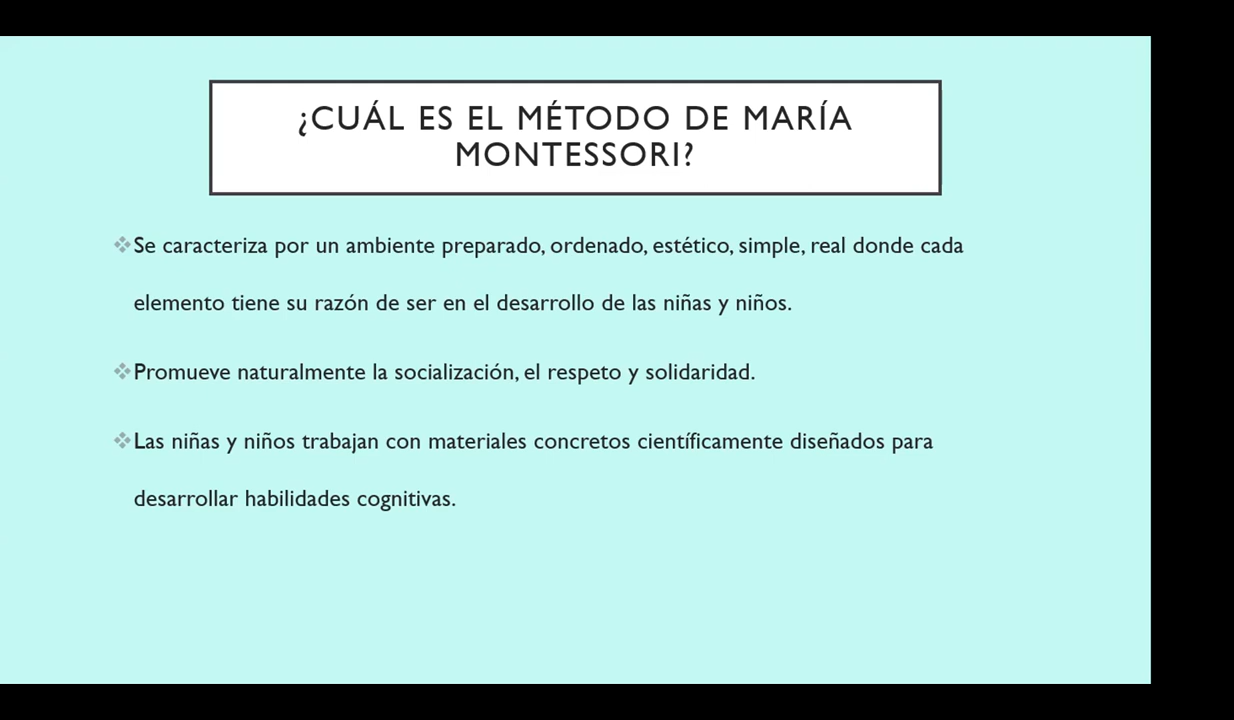 ¿CUÁL ES EL MÉTODO DE MARÍA
MONTESSORI?
❖Se caracteriza por un ambiente preparado, ordenado, estético, simple, real donde cada
elemento tiene su razón de ser en el desarrollo de las niñas y niños.
❖Promueve naturalmente la socialización, el respeto y solidaridad.
❖Las niñas y niños trabajan con materiales concretos científicamente diseñados para
desarrollar habilidades cognitivas.